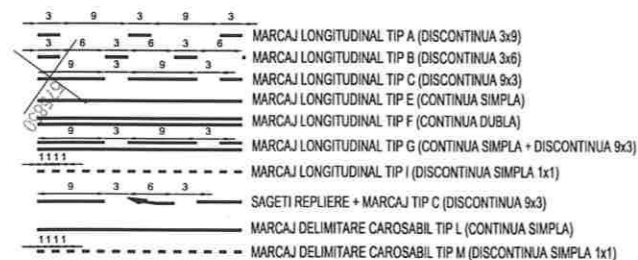 3 9 3 9 3
MARCAJ LONGITUDINAL TIP A (DISCONTINUA 3x9)
3 6 3 6 3 6
MARCAJ LONGITUDINAL TIP B (DISCONTINUA 3x6)
9 3 9 3
MARCAJ LONGITUDINAL TIP C (DISCONTINUA 9x3)
MARCAJ LONGITUDINAL TIP E (CONTINUA SIMPLA)
MARCAJ LONGITUDINAL TIP F (CONTINUA DUBLA)
9 3 9 3
MARCAJ LONGITUDINAL TIP G (CONTINUA SIMPLA + DISCONTINUA 9x3)
1111
MARCAJ LONGITUDINAL TIP I (DISCONTINUA SIMPLA 1x1)
9 3 6 3
SAGETI REPLIERE + MARCAJ TIP C (DISCONTINUA 9x3)
MARCAJ DELIMITARE CAROSABIL TIP L (CONTINUA SIMPLA)
1111
MARCAJ DELIMITARE CAROSABIL TIP M (DISCONTINUA SIMPLA 1x1)